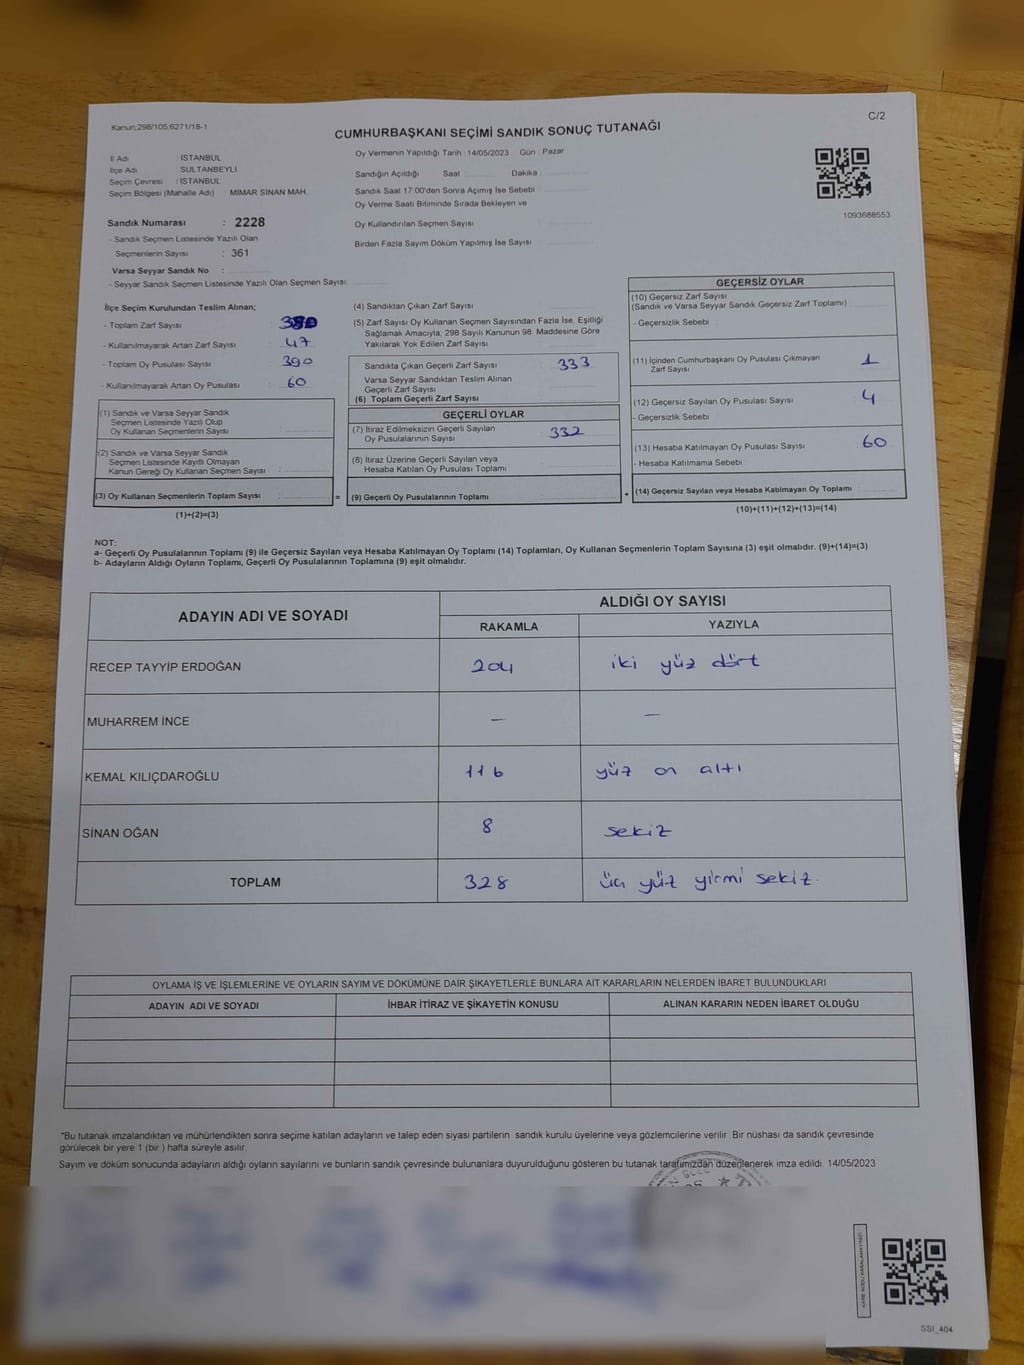 Kanun:298/105;6271/18-1
C/2
CUMHURBAŞKANI SEÇİMİ SANDIK SONUÇ TUTANAĞI
İl Adı : İSTANBUL
İlçe Adı : SULTANBEYLİ
Seçim Çevresi : İSTANBUL
Seçim Bölgesi (Mahalle Adı) MİMAR SİNAN MAH.
Sandık Numarası : 2228
- Sandık Seçmen Listesinde Yazılı Olan
Seçmenlerin Sayısı : 361
Varsa Seyyar Sandık No :
- Seyyar Sandık Seçmen Listesinde Yazılı Olan Seçmen Sayısı
Oy Vermenin Yapıldığı Tarih : 14/05/2023 Gün : Pazar
Sandığın Açıldığı Saat Dakika
Sandık Saat 17:00'den Sonra Açımış İse Sebebi
Oy Verme Saati Bitiminde Sırada Bekleyen ve
Oy Kullandırılan Seçmen Sayısı
Birden Fazla Sayım Döküm Yapılmış İse Sayısı
1093688553
İlçe Seçim Kurulundan Teslim Alınan;
- Toplam Zarf Sayısı 380
- Kullanılmayarak Artan Zarf Sayısı 47
- Toplam Oy Pusulası Sayısı 390
- Kullanılmayarak Artan Oy Pusulası 60
(1) Sandık ve Varsa Seyyar Sandık
Seçmen Listesinde Yazılı Olup
Oy Kullanan Seçmenlerin Sayısı
(2) Sandık ve Varsa Seyyar Sandık
Seçmen Listesinde Kayıtlı Olmayan
Kanun Gereği Oy Kullanan Seçmen Sayısı
(3) Oy Kullanan Seçmenlerin Toplam Sayısı :
(1)+(2)=(3)
(4) Sandıktan Çıkan Zarf Sayısı
(5) Zarf Sayısı Oy Kullanan Seçmen Sayısından Fazla İse, Eşitliği
Sağlamak Amacıyla; 298 Sayılı Kanunun 98. Maddesine Göre
Yakılarak Yok Edilen Zarf Sayısı
Sandıkta Çıkan Geçerli Zarf Sayısı 333
Varsa Seyyar Sandıktan Teslim Alınan
Geçerli Zarf Sayısı
(6) Toplam Geçerli Zarf Sayısı
GEÇERLİ OYLAR
(7) İtiraz Edilmeksizin Geçerli Sayılan
Oy Pusulalarının Sayısı : 332
(8) İtiraz Üzerine Geçerli Sayılan veya
Hesaba Katılan Oy Pusulası Toplamı
= (9) Geçerli Oy Pusulalarının Toplamı
GEÇERSİZ OYLAR
(10) Geçersiz Zarf Sayısı
(Sandık ve Varsa Seyyar Sandık Geçersiz Zarf Toplamı)
- Geçersizlik Sebebi
(11) İçinden Cumhurbaşkanı Oy Pusulası Çıkmayan
Zarf Sayısı 1
(12) Geçersiz Sayılan Oy Pusulası Sayısı 4
- Geçersizlik Sebebi
(13) Hesaba Katılmayan Oy Pusulası Sayısı 60
- Hesaba Katılmama Sebebi
+ (14) Geçersiz Sayılan veya Hesaba Katılmayan Oy Toplamı
(10)+(11)+(12)+(13)=(14)
NOT:
a- Geçerli Oy Pusulalarının Toplamı (9) ile Geçersiz Sayılan veya Hesaba Katılmayan Oy Toplamı (14) Toplamları, Oy Kullanan Seçmenlerin Toplam Sayısına (3) eşit olmalıdır. (9)+(14)=(3)
b- Adayların Aldığı Oyların Toplamı, Geçerli Oy Pusulalarının Toplamına (9) eşit olmalıdır.
ADAYIN ADI VE SOYADI
ALDIĞI OY SAYISI
RAKAMLA YAZIYLA
RECEP TAYYİP ERDOĞAN 204 iki yüz dört
MUHARREM İNCE — —
KEMAL KILIÇDAROĞLU 116 yüz on altı
SİNAN OĞAN 8 sekiz
TOPLAM 328 üç yüz yirmi sekiz.
OYLAMA İŞ VE İŞLEMLERİNE VE OYLARIN SAYIM VE DÖKÜMÜNE DAİR ŞİKAYETLERLE BUNLARA AİT KARARLARIN NELERDEN İBARET BULUNDUKLARI
ADAYIN ADI VE SOYADI İHBAR İTİRAZ VE ŞİKAYETİN KONUSU ALINAN KARARIN NEDEN İBARET OLDUĞU
*Bu tutanak imzalandıktan ve mühürlendikten sonra seçime katılan adayların ve talep eden siyasi partilerin sandık kurulu üyelerine veya gözlemcilerine verilir. Bir nüshası da sandık çevresinde
görülecek bir yere 1 (bir ) hafta süreyle asılır.
Sayım ve döküm sonucunda adayların aldığı oyların sayılarını ve bunların sandık çevresinde bulunanlara duyurulduğunu gösteren bu tutanak tarafımızdan düzenlenerek imza edildi. 14/05/2023
SSI_404